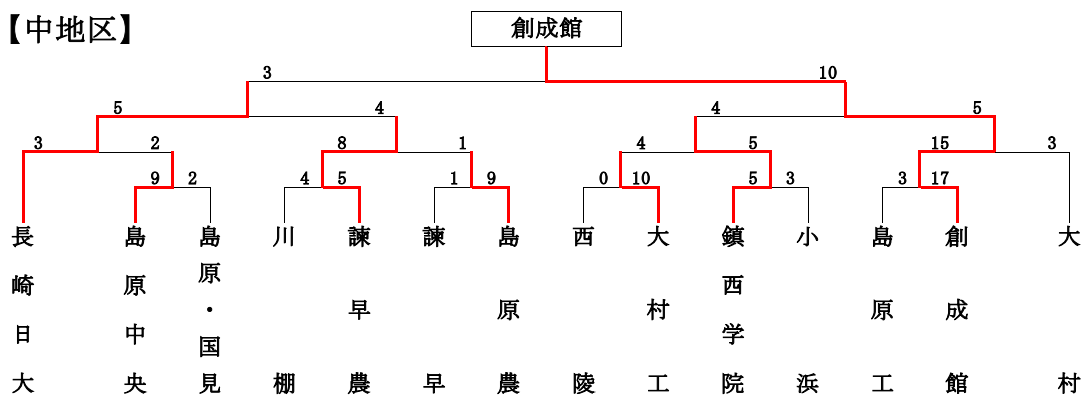 【中地区】
創成館
3 10
5 4 4 5
3 2 8 1 4 5 15 3
9 2 4 5 1 9 0 10 5 3 3 17
長崎日大
島原中央
島原・国見
川棚
諫早農
諫早
島原農
西陵
大村工
鎮西学院
小浜
島原工
創成館
大村